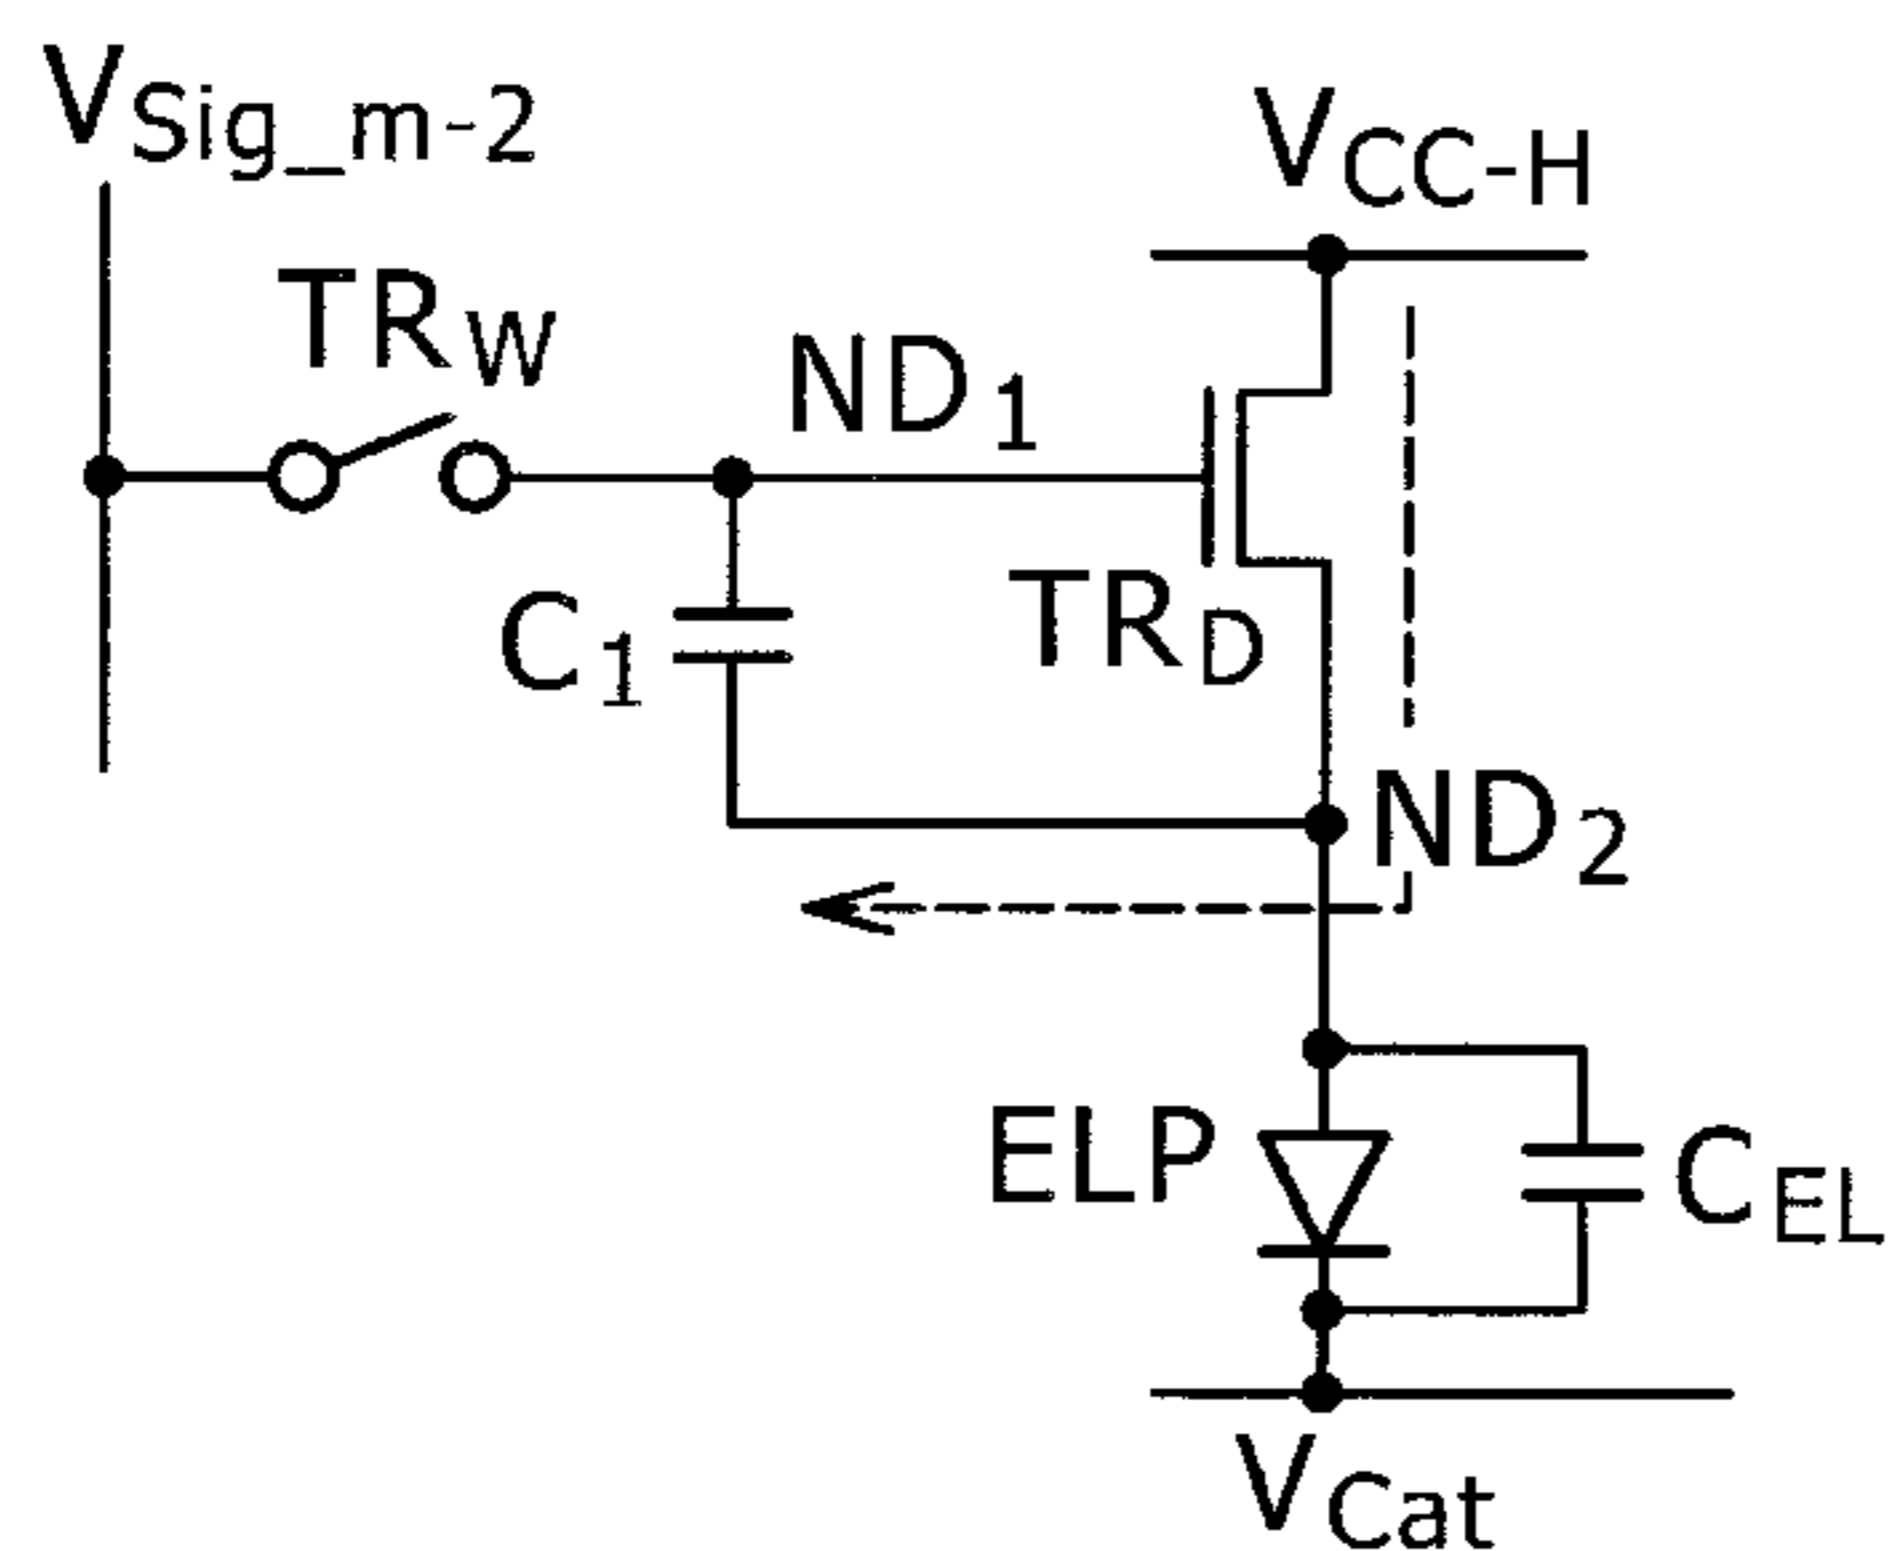 VSig_m-2
VCC-H
TRW
ND1
C1
TRD
ND2
ELP
CEL
VCat